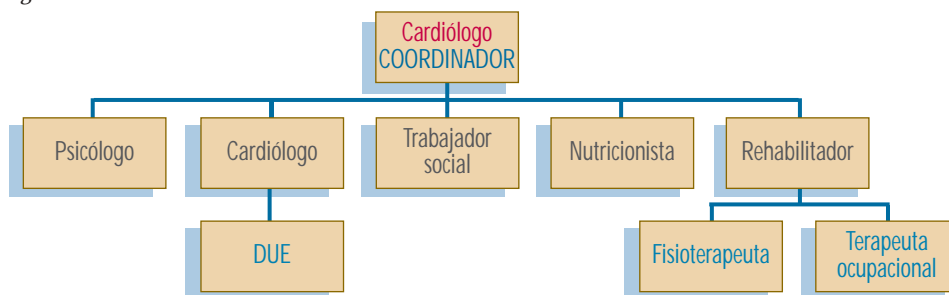 Cardiólogo
COORDINADOR
Psicólogo
Cardiólogo
Trabajador
social
Nutricionista
Rehabilitador
DUE
Fisioterapeuta
Terapeuta
ocupacional